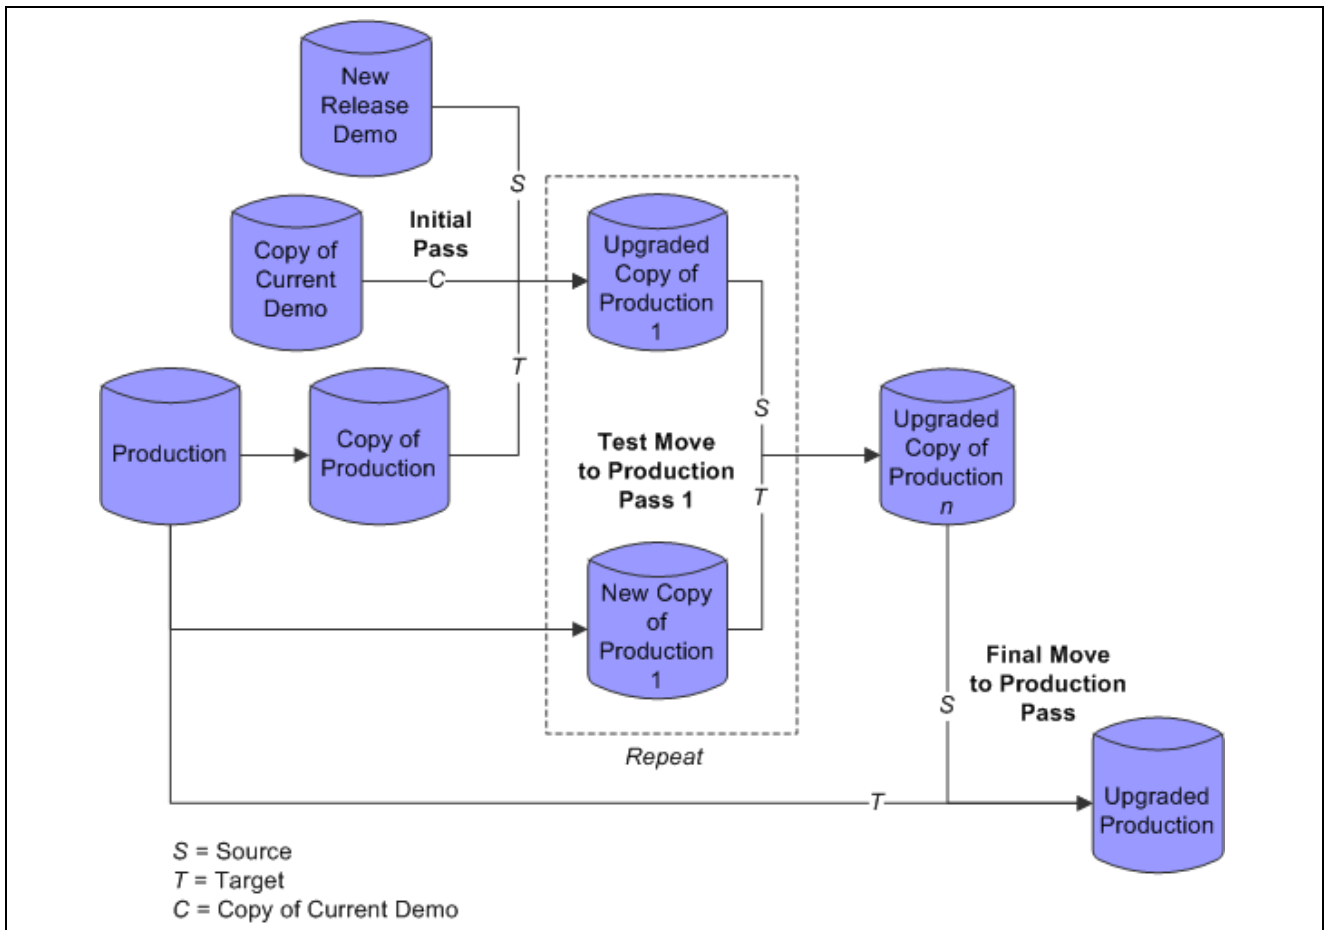 New
Release
Demo
S
Copy of
Current
Demo
Initial
Pass
C
Upgraded
Copy of
Production
1
T
Production
Copy of
Production
S
Test Move
to Production
Pass 1
T
Upgraded
Copy of
Production
n
New Copy
of
Production
1
Repeat
Final Move
to Production
Pass
S
T
Upgraded
Production
S = Source
T = Target
C = Copy of Current Demo